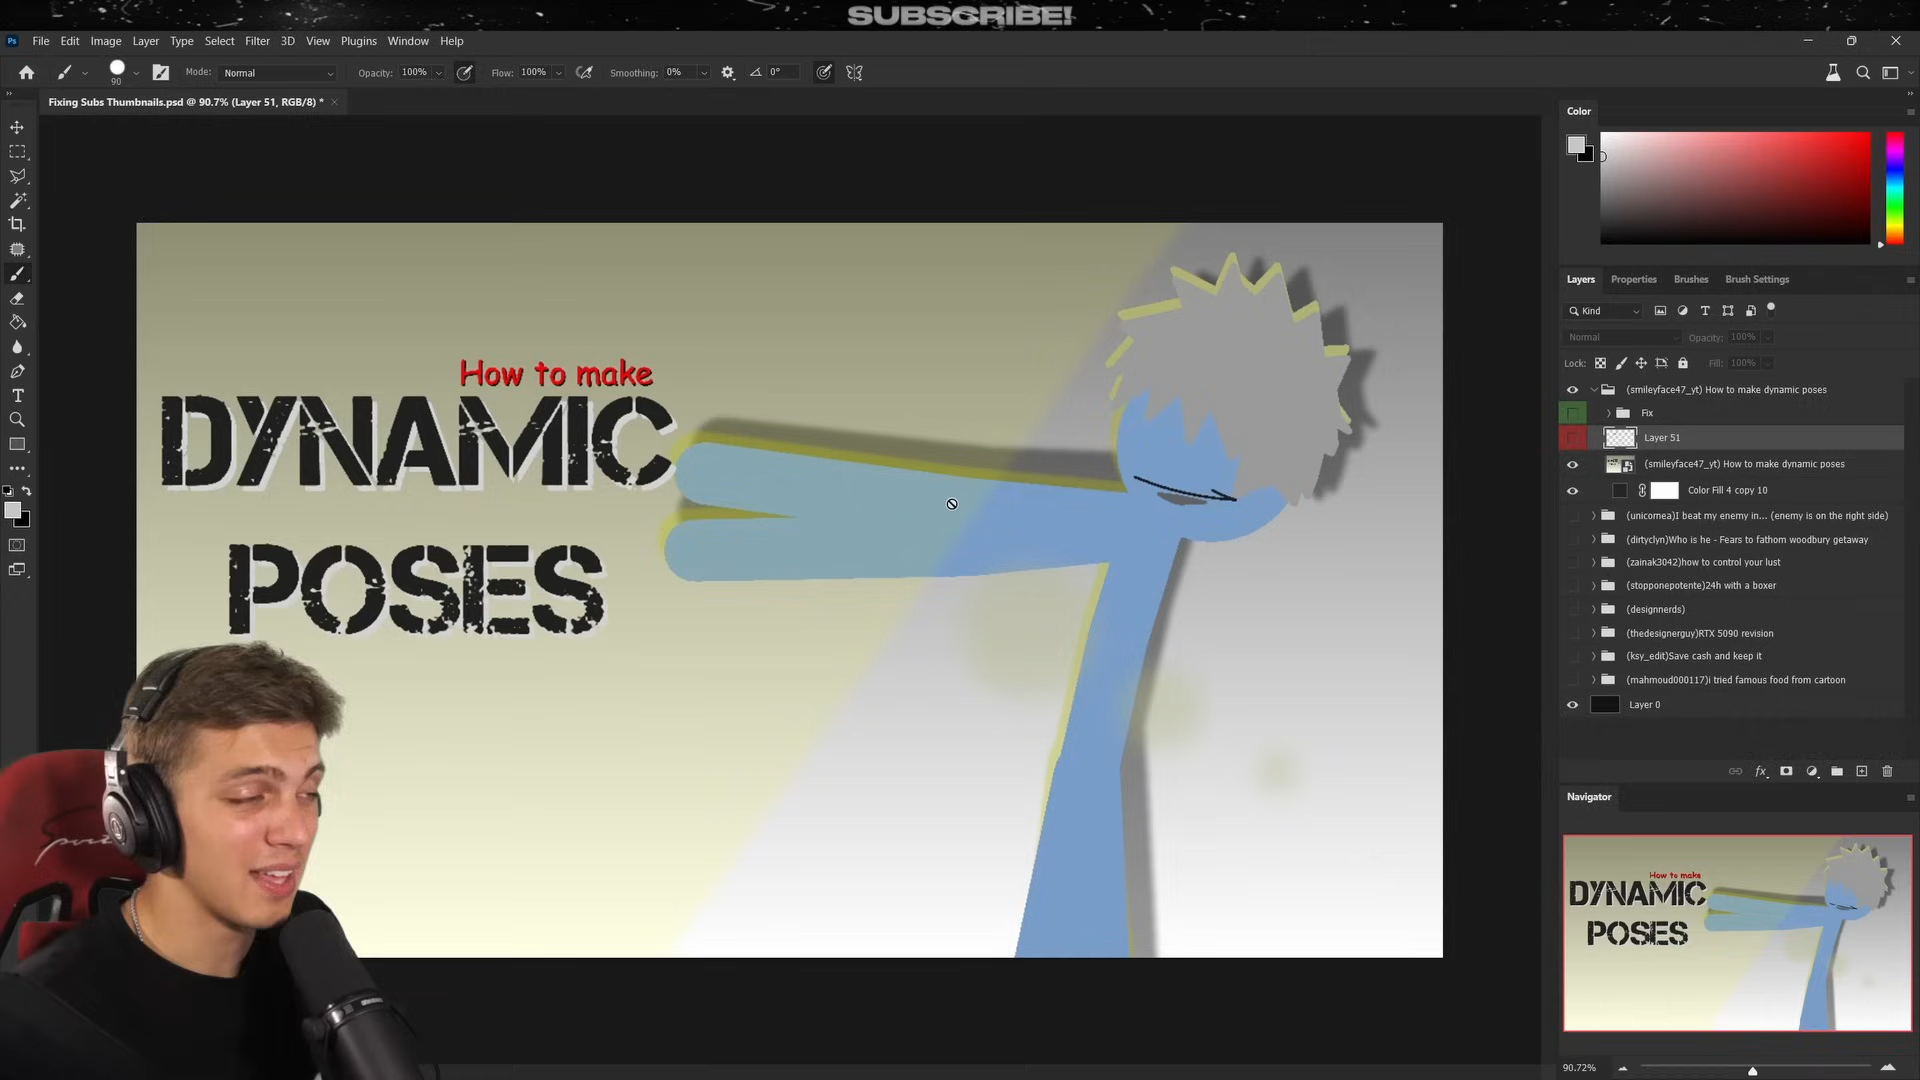 SUBSCRIBE!
Ps File Edit Image Layer Type Select Filter 3D View Plugins Window Help
90 Mode: Normal Opacity: 100% Flow: 100% Smoothing: 0% 0°
Fixing Subs Thumbnails.psd @ 90.7% (Layer 51, RGB/8) *
How to make
DYNAMIC
POSES
Color
Layers Properties Brushes Brush Settings
Kind
Normal Opacity: 100%
Lock: Fill: 100%
(smileyface47_yt) How to make dynamic poses
Fix
Layer 51
(smileyface47_yt) How to make dynamic poses
Color Fill 4 copy 10
(unicornea)I beat my enemy in... (enemy is on the right side)
(dirtyclyn)Who is he - Fears to fathom woodbury getaway
(zainak3042)how to control your lust
(stopponepotente)24h with a boxer
(designnerds)
(thedesignerguy)RTX 5090 revision
(ksy_edit)Save cash and keep it
(mahmoud000117)i tried famous food from cartoon
Layer 0
fx
Navigator
How to make
DYNAMIC
POSES
90.72%